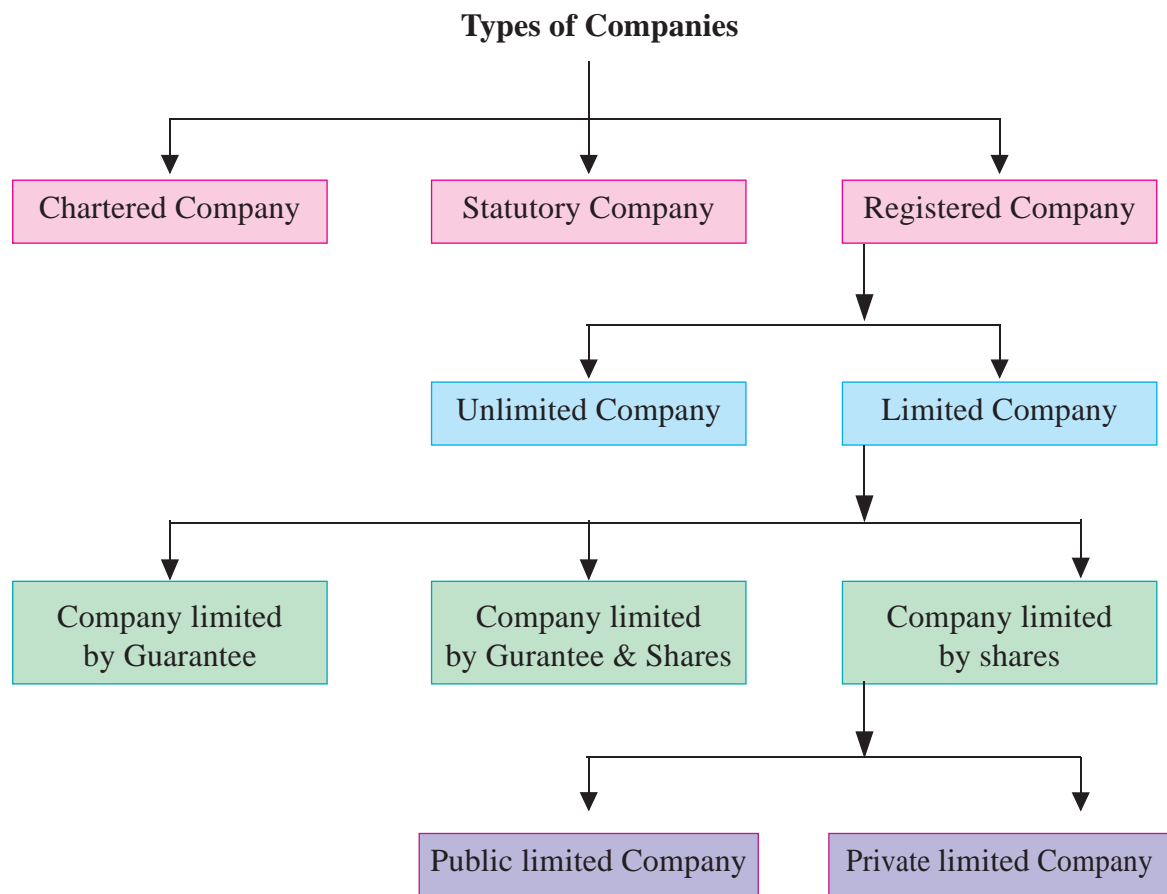 Types of Companies
Chartered Company
Statutory Company
Registered Company
Unlimited Company
Limited Company
Company limited
by Guarantee
Company limited
by Gurantee & Shares
Company limited
by shares
Public limited Company
Private limited Company